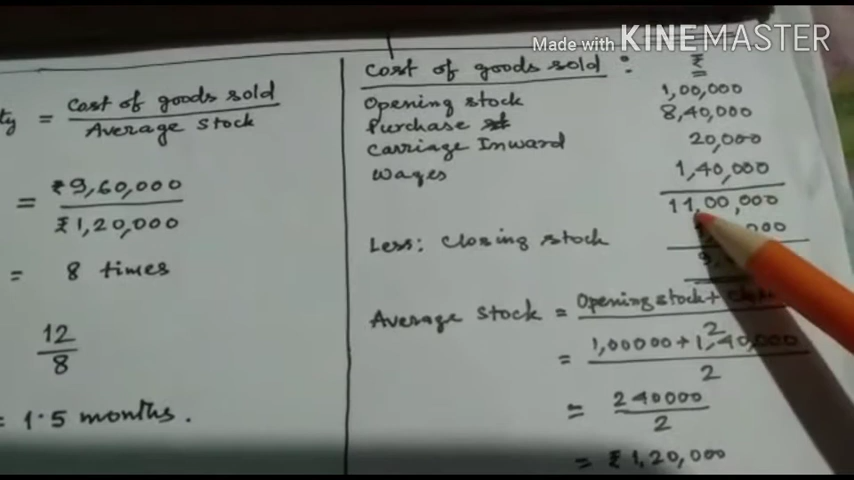 Made with KINEMASTER
ty = Cost of goods sold
Average Stock
= ₹9,60,000
₹1,20,000
= 8 times
12
8
= 1.5 months.
Cost of goods sold : ₹
Opening stock 1,00,000
Purchase 8,40,000
Carriage Inward 20,000
Wages 1,40,000
11,00,000
Less: Closing stock
Average Stock = Opening stock +
2
= 1,00000 + 1,40,000
2
= 240000
2
= ₹1,20,000